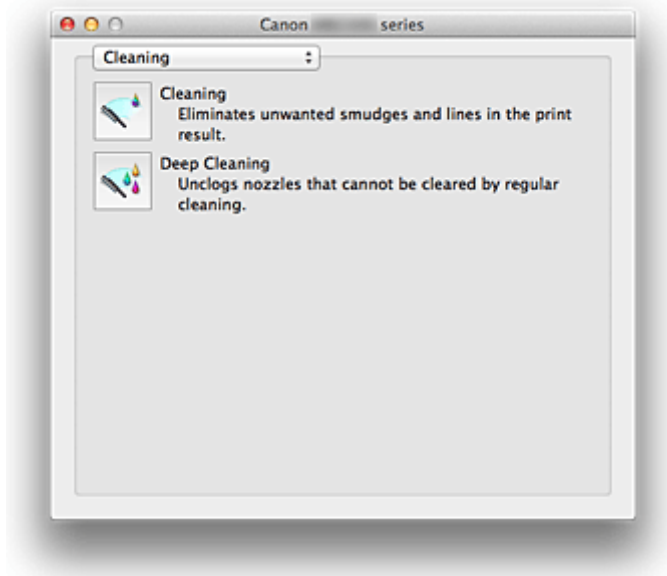 Canon series
Cleaning
Cleaning
Eliminates unwanted smudges and lines in the print
result.
Deep Cleaning
Unclogs nozzles that cannot be cleared by regular
cleaning.